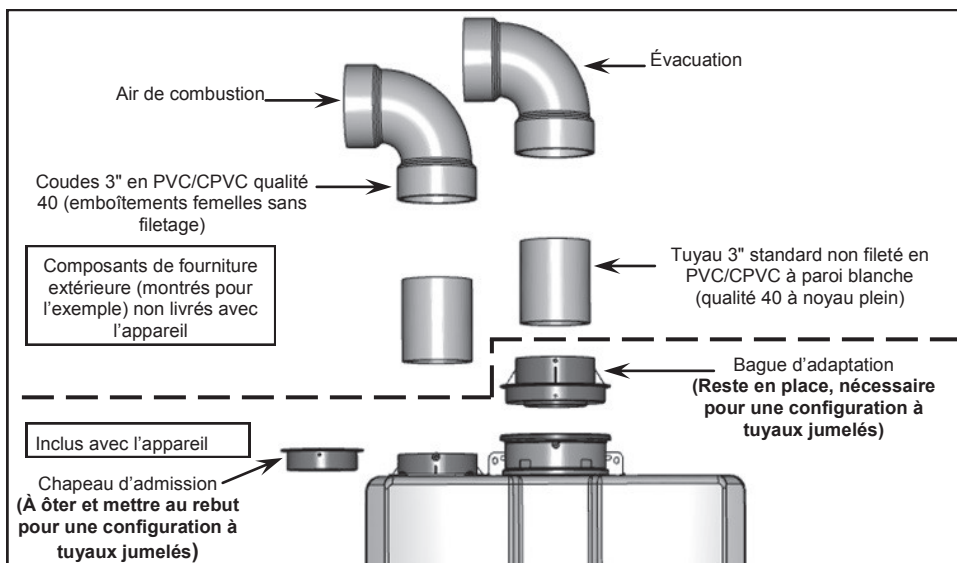 Évacuation
Air de combustion
Coudes 3" en PVC/CPVC qualité
40 (emboîtements femelles sans
filetage)
Composants de fourniture
extérieure (montrés pour
l'exemple) non livrés avec
l'appareil
Tuyau 3" standard non fileté en
PVC/CPVC à paroi blanche
(qualité 40 à noyau plein)
Bague d'adaptation
(Reste en place, nécessaire
pour une configuration à
tuyaux jumelés)
Inclus avec l'appareil
Chapeau d'admission
(À ôter et mettre au rebut
pour une configuration à
tuyaux jumelés)